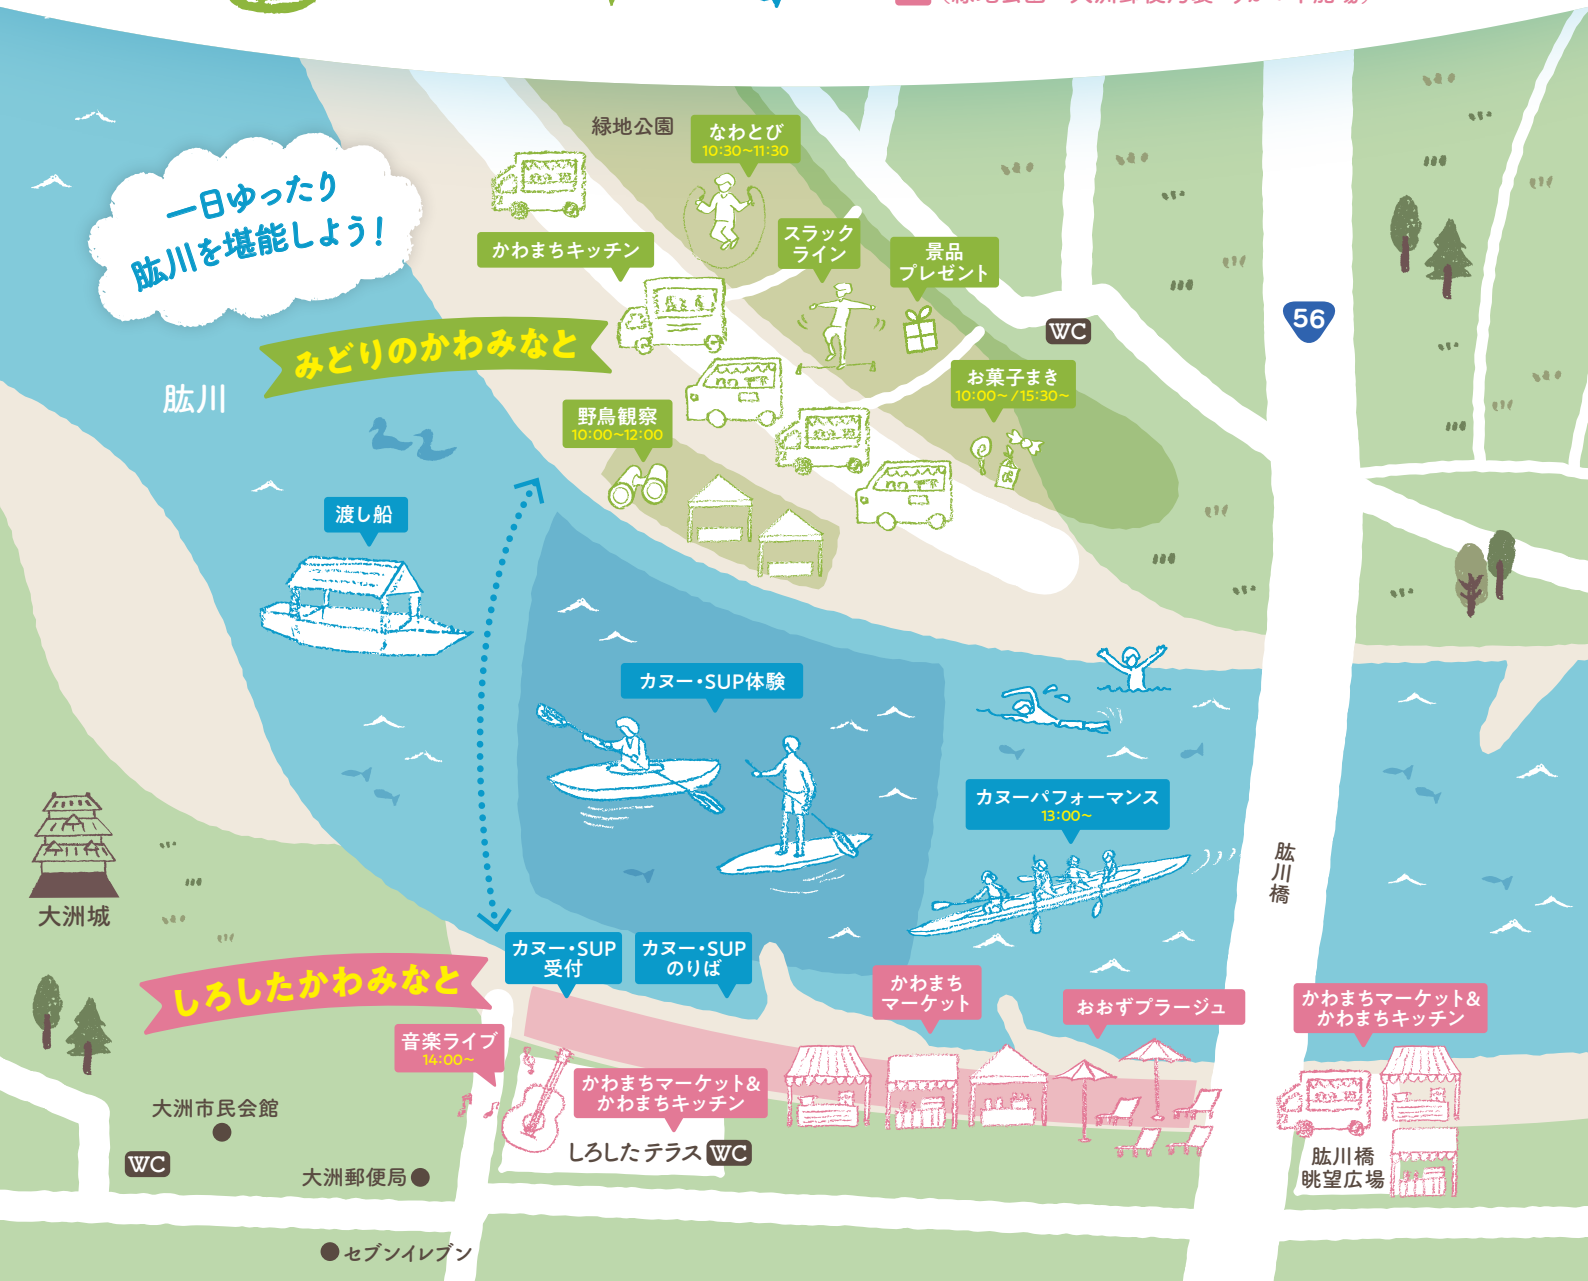 緑地公園
なわとび
10:30~11:30
一日ゆったり
肱川を堪能しよう!
かわまちキッチン
スラック
ライン
景品
プレゼント
56
WC
みどりのかわみなと
肱川
お菓子まき
10:00~/15:30~
野鳥観察
10:00~12:00
渡し船
カヌー・SUP体験
カヌーパフォーマンス
13:00~
肱川橋
大洲城
カヌー・SUP
受付
カヌー・SUP
のりば
しろしたかわみなと
かわまち
マーケット
おおずプラージュ
かわまちマーケット&
かわまちキッチン
音楽ライブ
14:00~
かわまちマーケット&
かわまちキッチン
大洲市民会館
しろしたテラス WC
WC
大洲郵便局
肱川橋
眺望広場
セブンイレブン